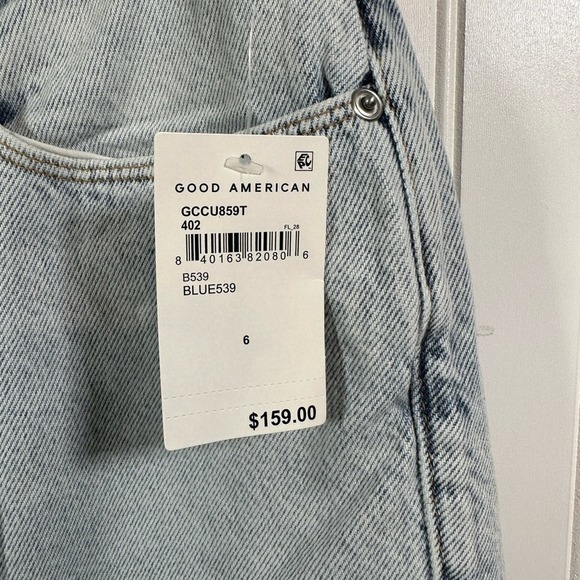 GOOD AMERICAN
GCCU859T
402
FL_28
8 40163 82080 6
B539
BLUE539
6
$159.00